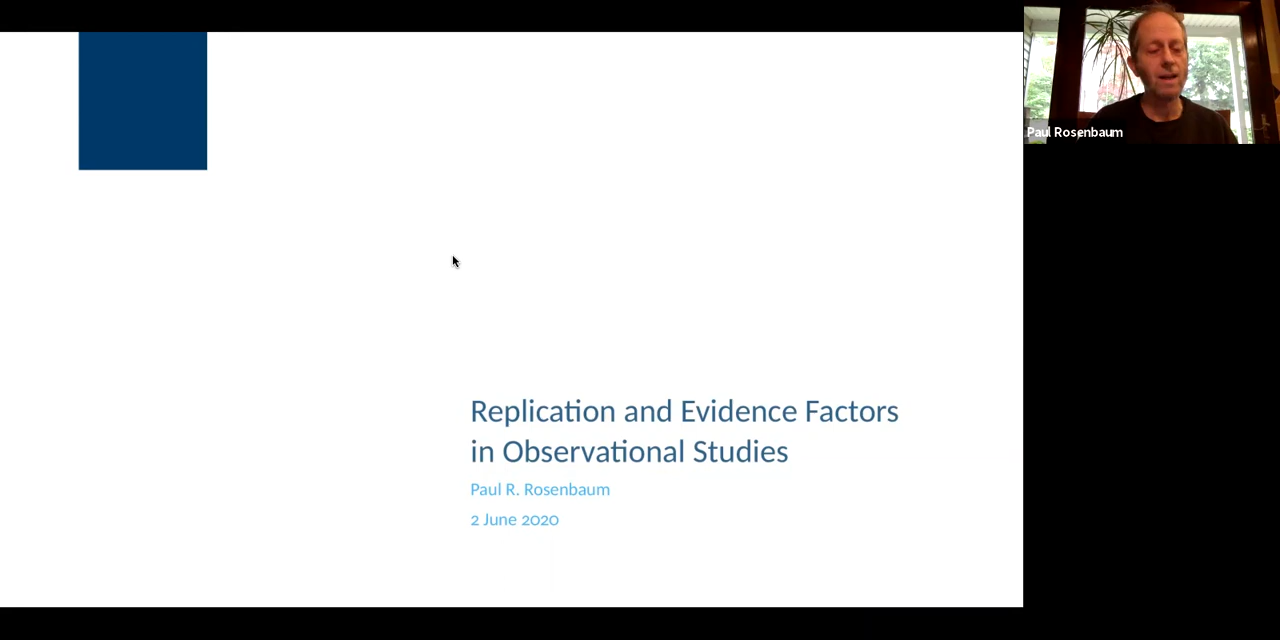 Paul Rosenbaum
Replication and Evidence Factors
in Observational Studies
Paul R. Rosenbaum
2 June 2020